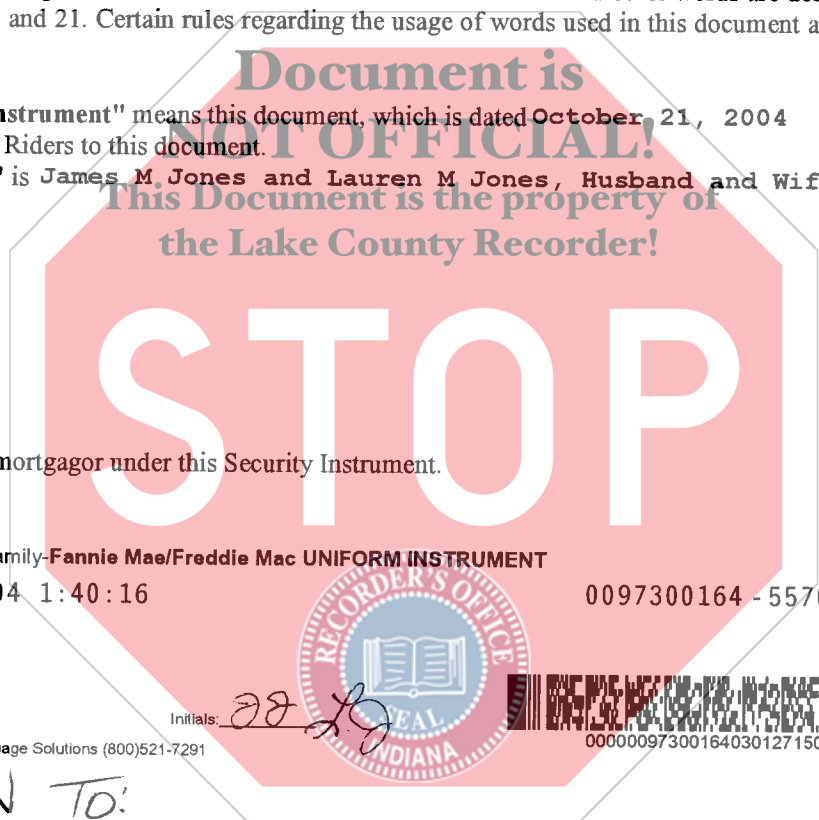 and 21. Certain rules regarding the usage of words used in this document a
Document is
nstrument" means this document, which is dated October 21, 2004
NOT OFFICIAL!
Riders to this document.
" is James M Jones and Lauren M Jones, Husband and Wif
This Document is the property of
the Lake County Recorder!
STOP
mortgagor under this Security Instrument.
amily-Fannie Mae/Freddie Mac UNIFORM INSTRUMENT
04 1:40:16
0097300164 - 5570
RECORDER'S OFFICE
SEAL
INDIANA
Initials: JJ LJ
00000097300164030127150
age Solutions (800)521-7291
N TO: